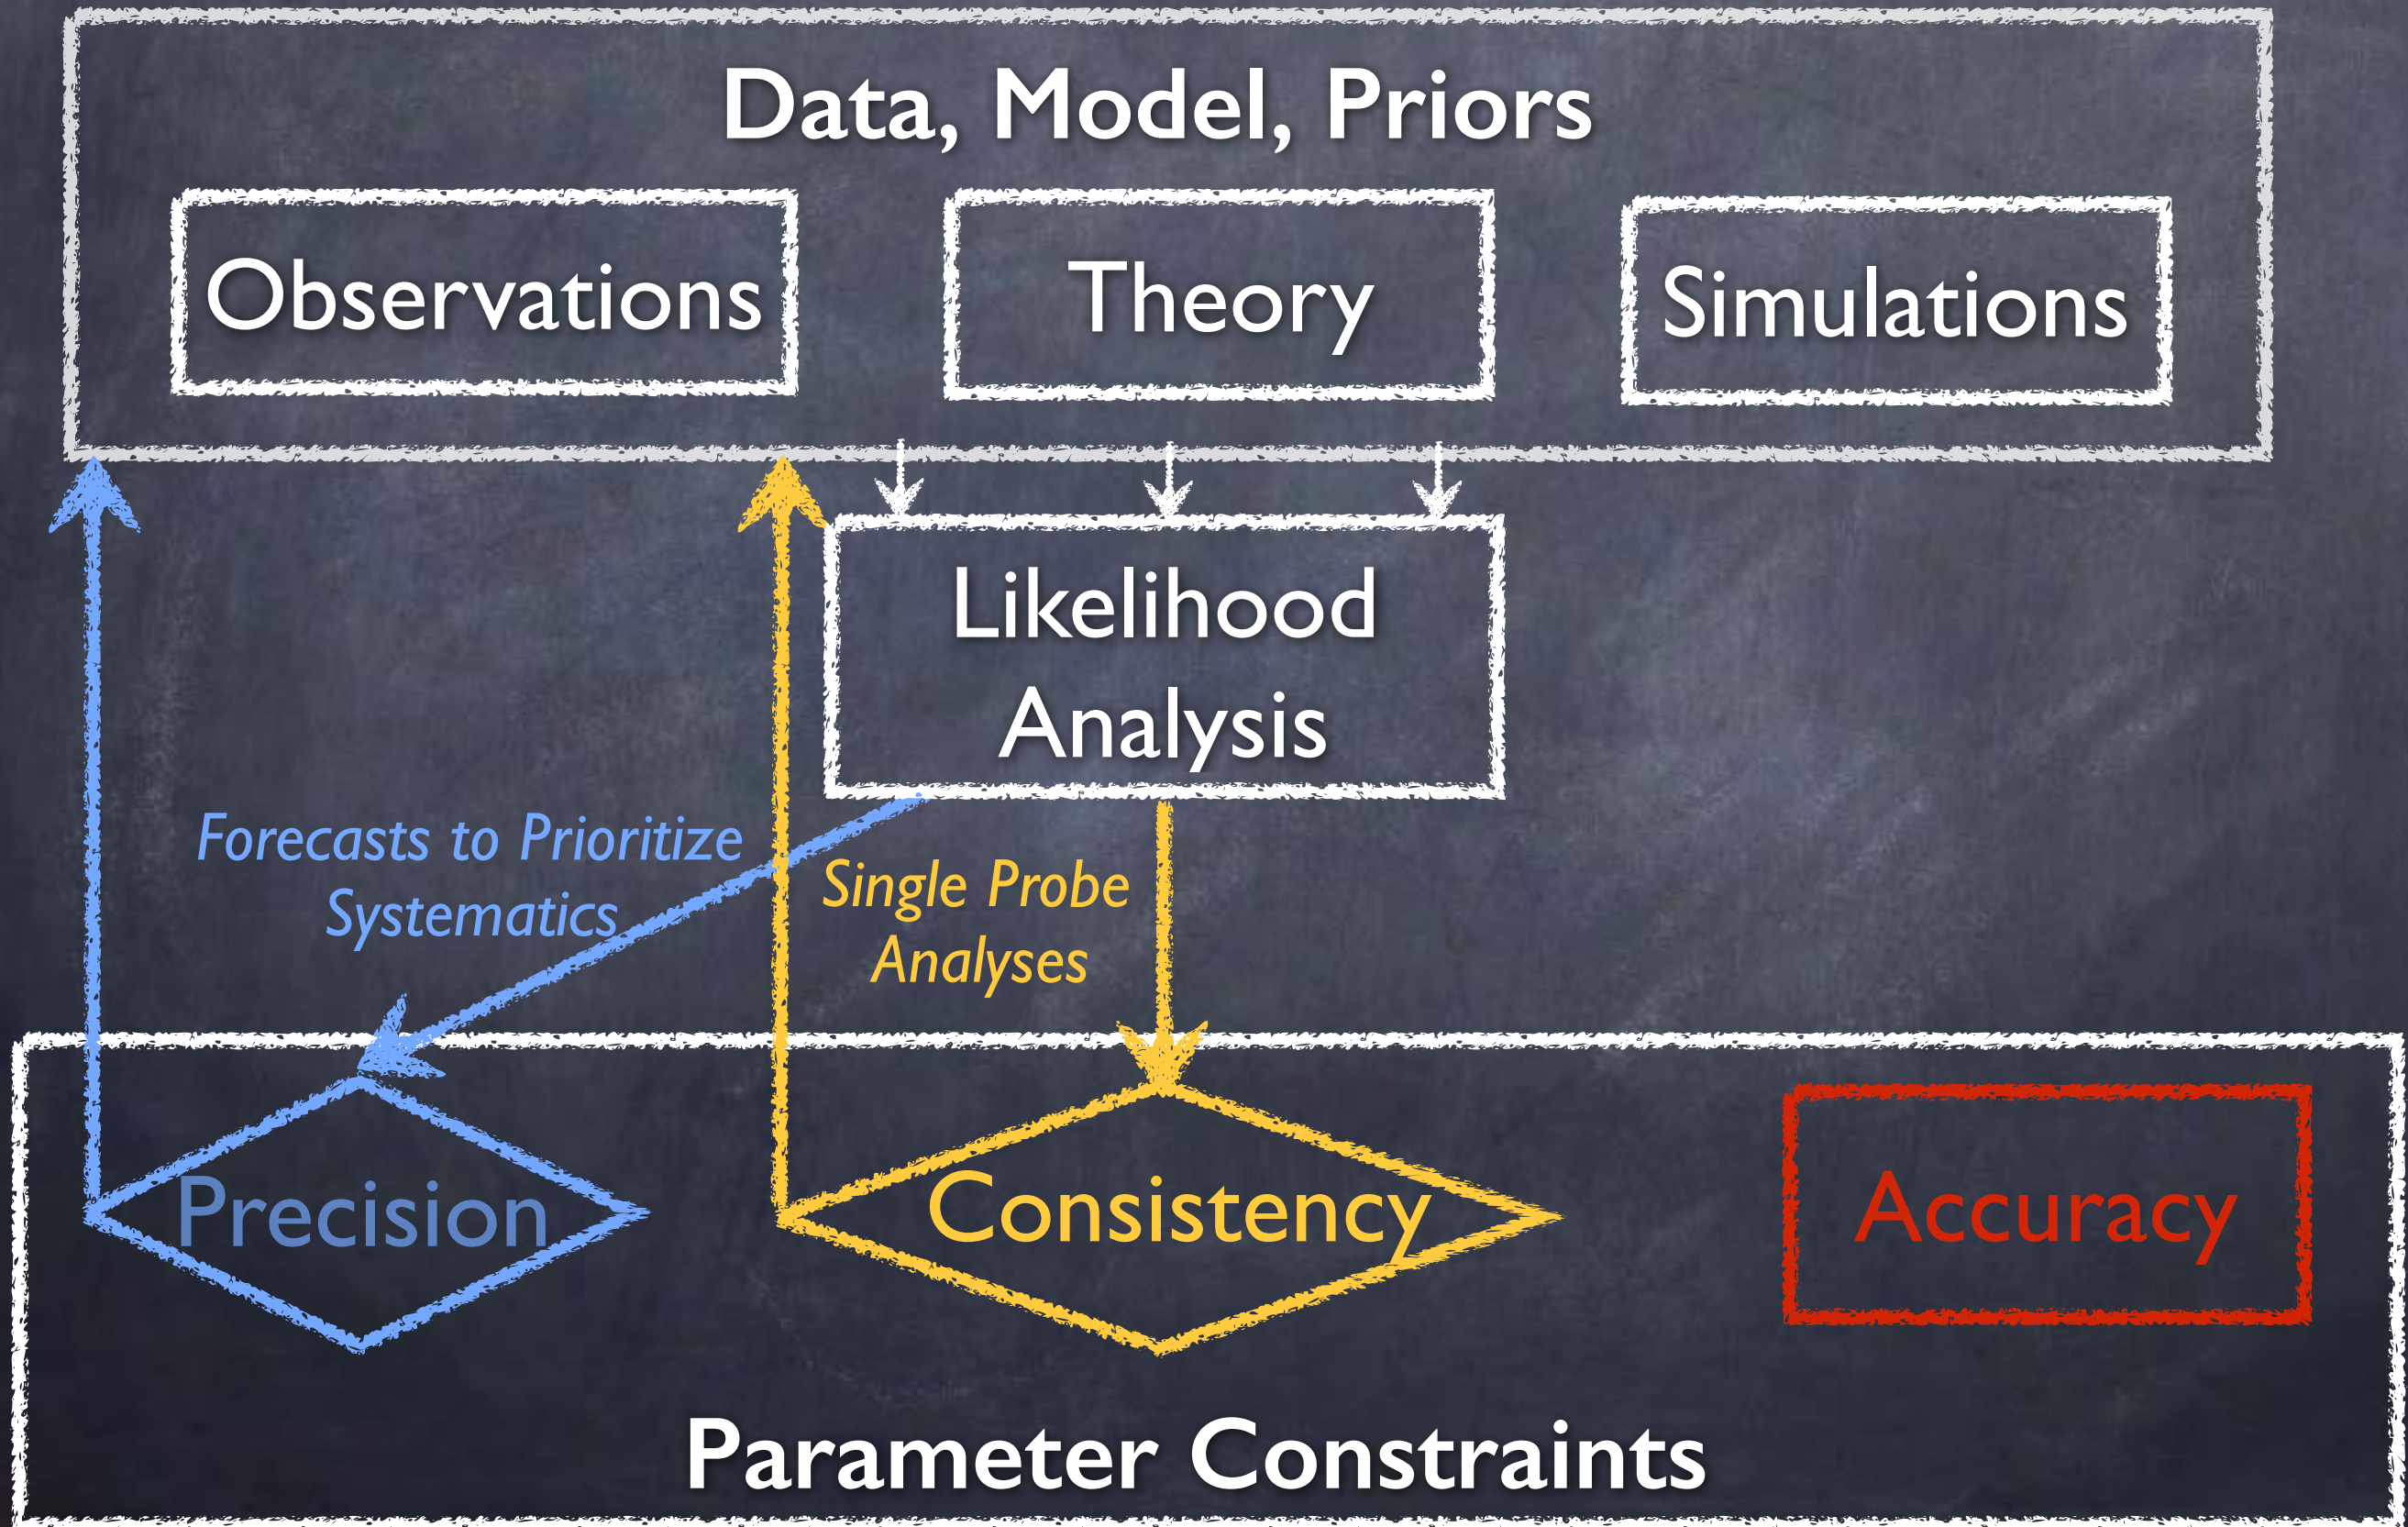 Data, Model, Priors
Observations
Theory
Simulations
Likelihood
Analysis
Forecasts to Prioritize
Systematics
Single Probe
Analyses
Precision
Consistency
Accuracy
Parameter Constraints